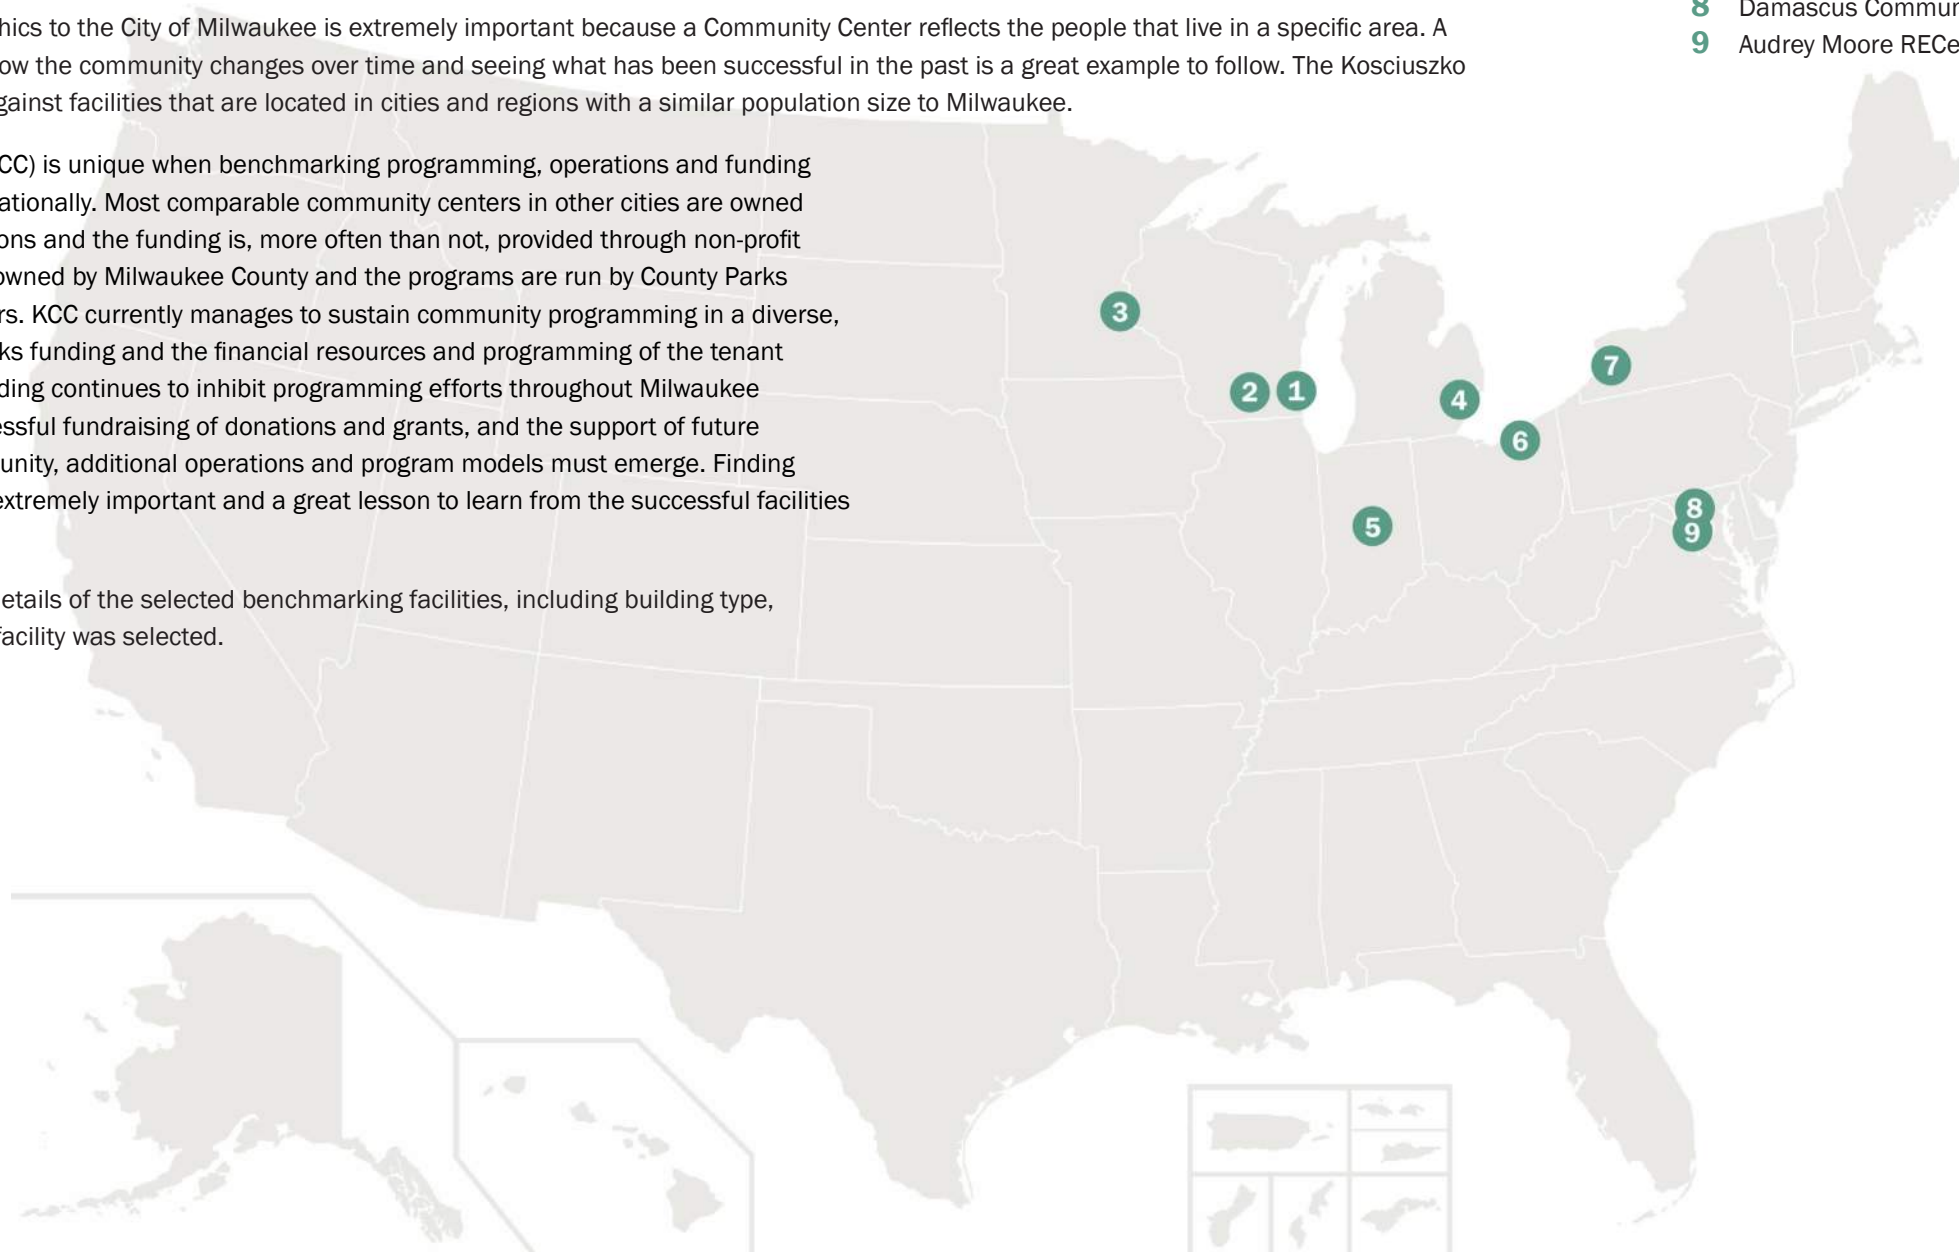 hics to the City of Milwaukee is extremely important because a Community Center reflects the people that live in a specific area. A
ow the community changes over time and seeing what has been successful in the past is a great example to follow. The Kosciuszko
gainst facilities that are located in cities and regions with a similar population size to Milwaukee.
CC) is unique when benchmarking programming, operations and funding
ationally. Most comparable community centers in other cities are owned
ons and the funding is, more often than not, provided through non-profit
owned by Milwaukee County and the programs are run by County Parks
rs. KCC currently manages to sustain community programming in a diverse,
ks funding and the financial resources and programming of the tenant
ding continues to inhibit programming efforts throughout Milwaukee
essful fundraising of donations and grants, and the support of future
unity, additional operations and program models must emerge. Finding
extremely important and a great lesson to learn from the successful facilities
etails of the selected benchmarking facilities, including building type,
facility was selected.
8 Damascus Commun
9 Audrey Moore RECe
3
7
2 1
4
6
8
5
9